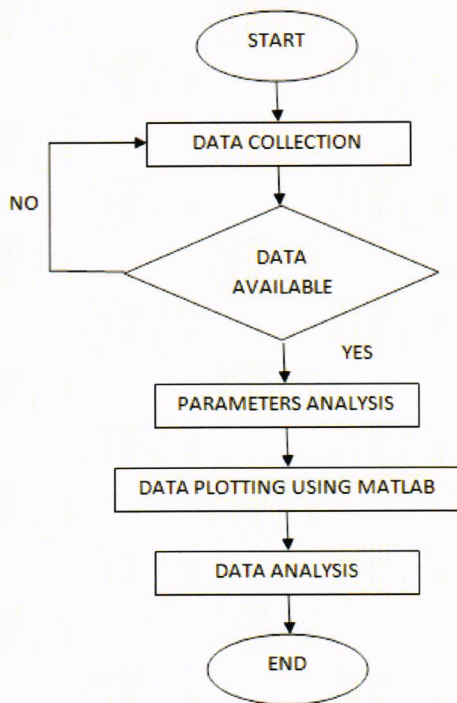 START
DATA COLLECTION
NO
DATA
AVAILABLE
YES
PARAMETERS ANALYSIS
DATA PLOTTING USING MATLAB
DATA ANALYSIS
END